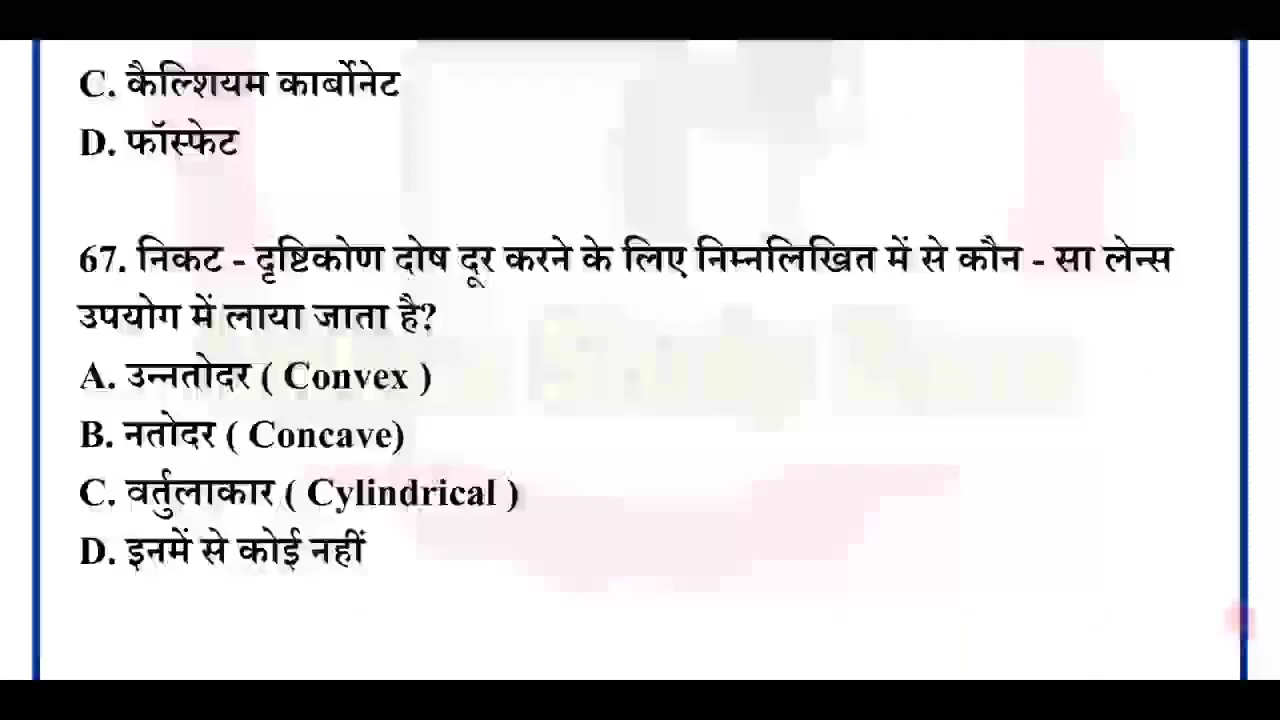 C. कैल्शियम कार्बोनेट
D. फॉस्फेट
67. निकट - दृष्टिकोण दोष दूर करने के लिए निम्नलिखित में से कौन - सा लेन्स
उपयोग में लाया जाता है?
A. उन्नतोदर ( Convex )
B. नतोदर ( Concave)
C. वर्तुलाकार ( Cylindrical )
D. इनमें से कोई नहीं